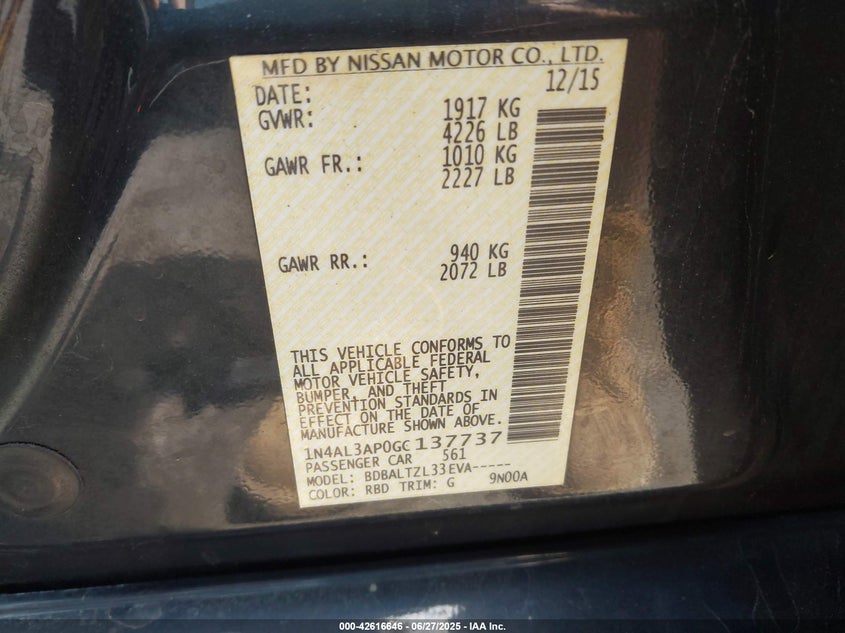 MFD BY NISSAN MOTOR CO., LTD.
DATE: 12/15
GVWR: 1917 KG
4226 LB
GAWR FR.: 1010 KG
2227 LB
GAWR RR.: 940 KG
2072 LB
THIS VEHICLE CONFORMS TO
ALL APPLICABLE FEDERAL
MOTOR VEHICLE SAFETY,
BUMPER, AND THEFT
PREVENTION STANDARDS IN
EFFECT ON THE DATE OF
MANUFACTURE SHOWN ABOVE.
1N4AL3AP0GC137737
PASSENGER CAR 561
MODEL: BDBALTZL33EVA-----
COLOR: RBD TRIM: G 9N00A
000-42616646 - 06/27/2025 - IAA Inc.